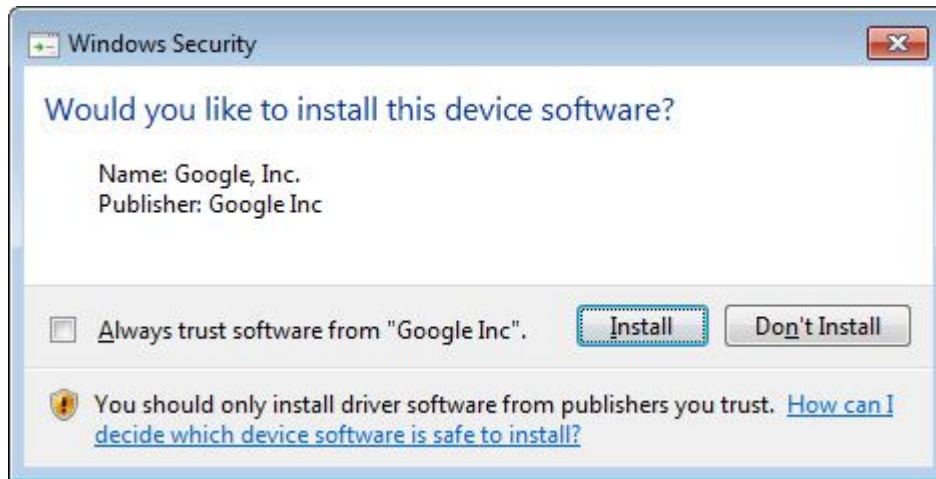 Windows Security
Would you like to install this device software?
Name: Google, Inc.
Publisher: Google Inc
Always trust software from "Google Inc".
Install
Don't Install
You should only install driver software from publishers you trust. How can I
decide which device software is safe to install?